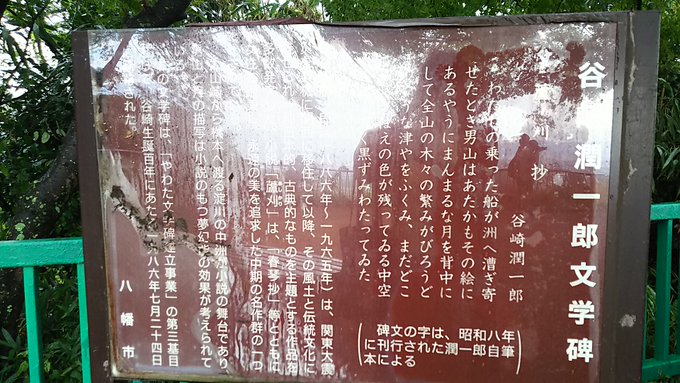 谷崎潤一郎文学碑
刈 抄
谷崎潤一郎
わたしの乗った船が洲へ漕ぎ寄
せたとき男山はあたかもその絵に
あるやうにまんまるな月を背中に
して全山の木々の繁みがびろうど
な津やをふくみ、まだどこ
ばえの色が残ってゐる中空
黒ずみわたってゐた
碑文の字は、昭和八年
に刊行された潤一郎自筆
本による
八六年～一九六五年）は、関東大震
移住して以降、その風土と伝統文化に
古典的なものを主題とする作品を
「蘆刈」は、「春琴抄」等とともに
の美を追求した中期の名作群の一つ
山崎から橋本へ渡る淀川の中洲が小説の舞台であり、
の描写は小説のもつ夢幻 の効果が考えられて
学碑は、「やわた文学碑建立事業」の第三基目
谷崎生誕百年にあた 八六年七月二十四日
された。
八幡市